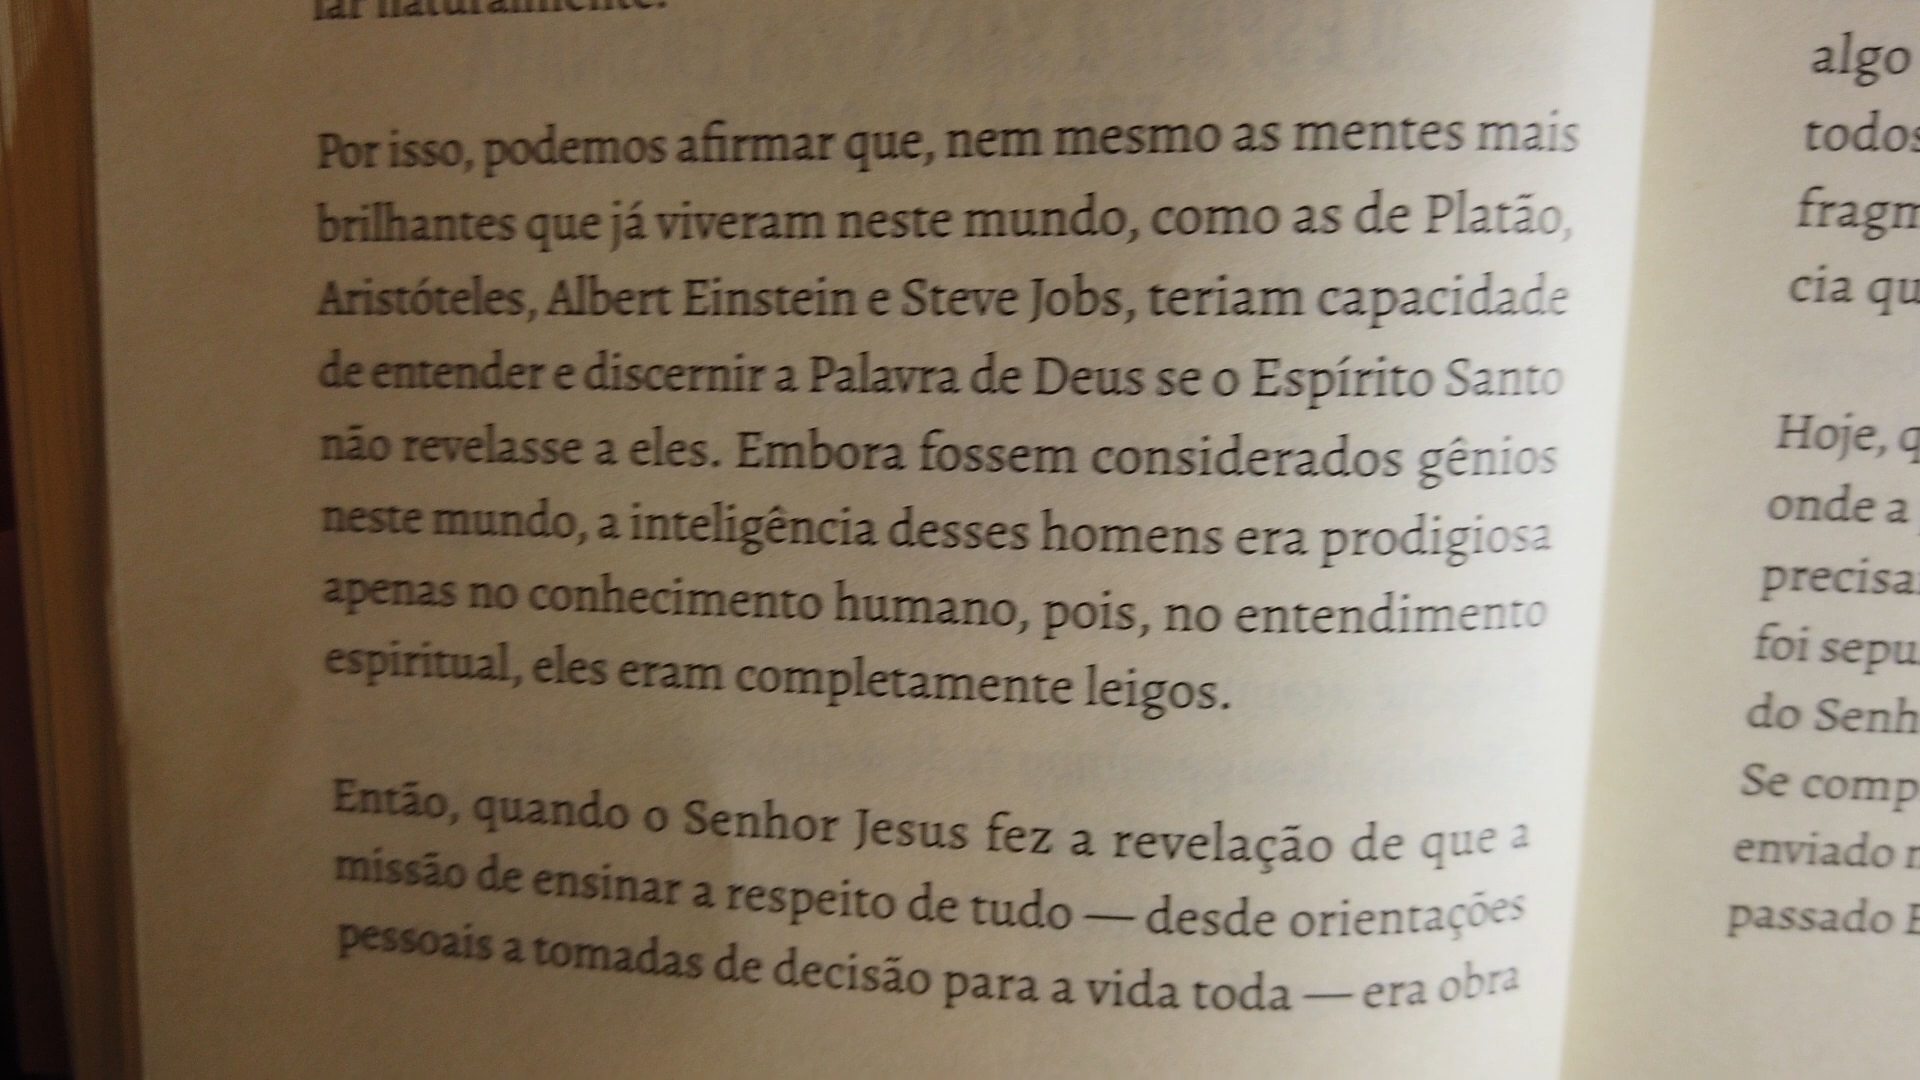 lar naturalmente.
Por isso, podemos afirmar que, nem mesmo as mentes mais
brilhantes que já viveram neste mundo, como as de Platão,
Aristóteles, Albert Einstein e Steve Jobs, teriam capacidade
de entender e discernir a Palavra de Deus se o Espírito Santo
não revelasse a eles. Embora fossem considerados gênios
neste mundo, a inteligência desses homens era prodigiosa
apenas no conhecimento humano, pois, no entendimento
espiritual, eles eram completamente leigos.
Então, quando o Senhor Jesus fez a revelação de que a
missão de ensinar a respeito de tudo — desde orientações
pessoais a tomadas de decisão para a vida toda — era obra
algo
todos
fragm
cia qu
Hoje, q
onde a
precisa
foi sepu
do Senh
Se comp
enviado
passado E